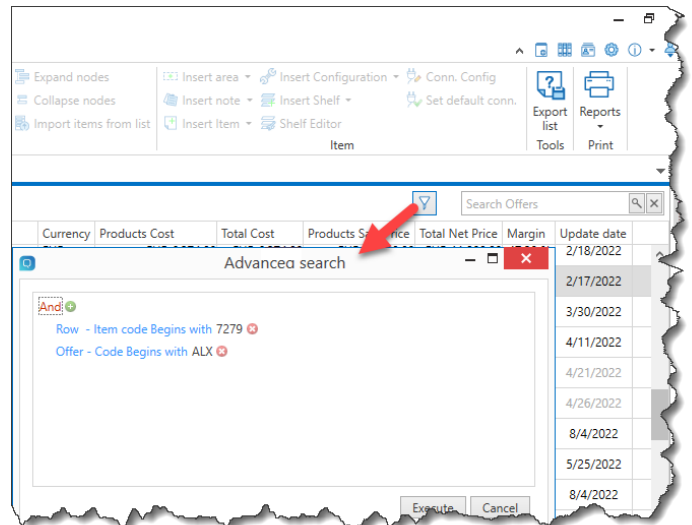 Expand nodes
Insert area
Insert Configuration
Conn. Config
Collapse nodes
Insert note
Insert Shelf
Set default conn.
Import items from list
Insert Item
Shelf Editor
Export list
Reports
Item
Tools
Print
Search Offers
Currency Products Cost Total Cost Products Sa Price Total Net Price Margin Update date
2/18/2022
Advanced search
2/17/2022
And
3/30/2022
Row - Item code Begins with 7279
4/11/2022
Offer - Code Begins with ALX
4/21/2022
4/26/2022
8/4/2022
5/25/2022
8/4/2022
Execute Cancel